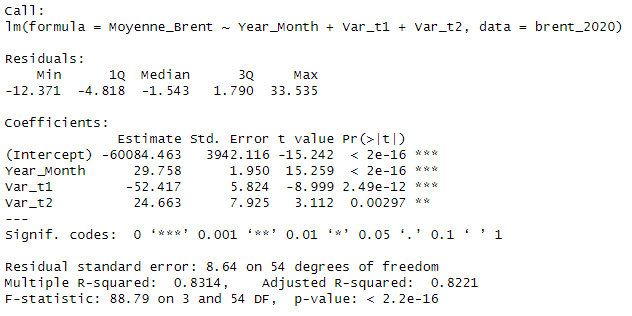 Call:
lm(formula = Moyenne_Brent ~ Year_Month + Var_t1 + Var_t2, data = brent_2020)
Residuals:
Min 1Q Median 3Q Max
-12.371 -4.818 -1.543 1.790 33.535
Coefficients:
Estimate Std. Error t value Pr(>|t|)
(Intercept) -60084.463 3942.116 -15.242 < 2e-16 ***
Year_Month 29.758 1.950 15.259 < 2e-16 ***
Var_t1 -52.417 5.824 -8.999 2.49e-12 ***
Var_t2 24.663 7.925 3.112 0.00297 **
---
Signif. codes: 0 ‘***’ 0.001 ‘**’ 0.01 ‘*’ 0.05 ‘.’ 0.1 ‘ ’ 1
Residual standard error: 8.64 on 54 degrees of freedom
Multiple R-squared: 0.8314, Adjusted R-squared: 0.8221
F-statistic: 88.79 on 3 and 54 DF, p-value: < 2.2e-16